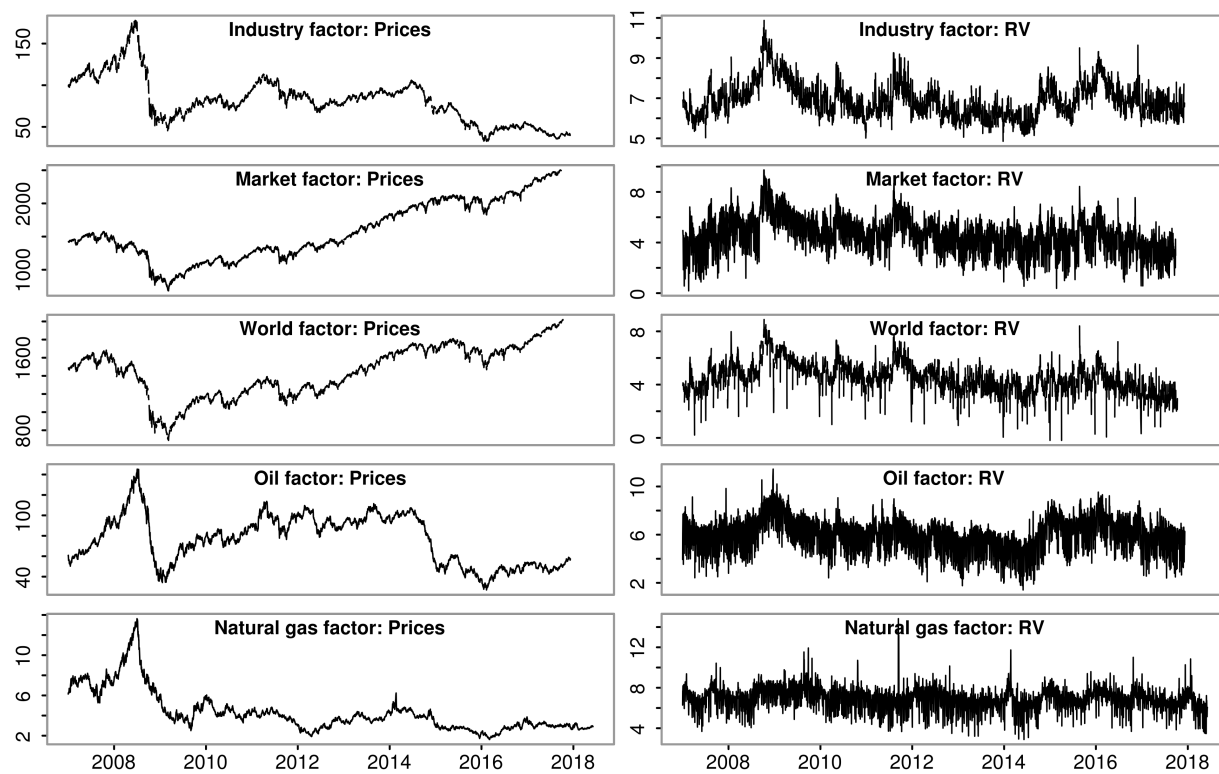 Industry factor: Prices
150
50
Industry factor: RV
11
9
7
5
Market factor: Prices
2000
1000
Market factor: RV
8
4
0
World factor: Prices
1600
800
World factor: RV
8
4
0
Oil factor: Prices
100
40
Oil factor: RV
10
6
2
Natural gas factor: Prices
10
6
2
2008 2010 2012 2014 2016 2018
Natural gas factor: RV
12
8
4
2008 2010 2012 2014 2016 2018